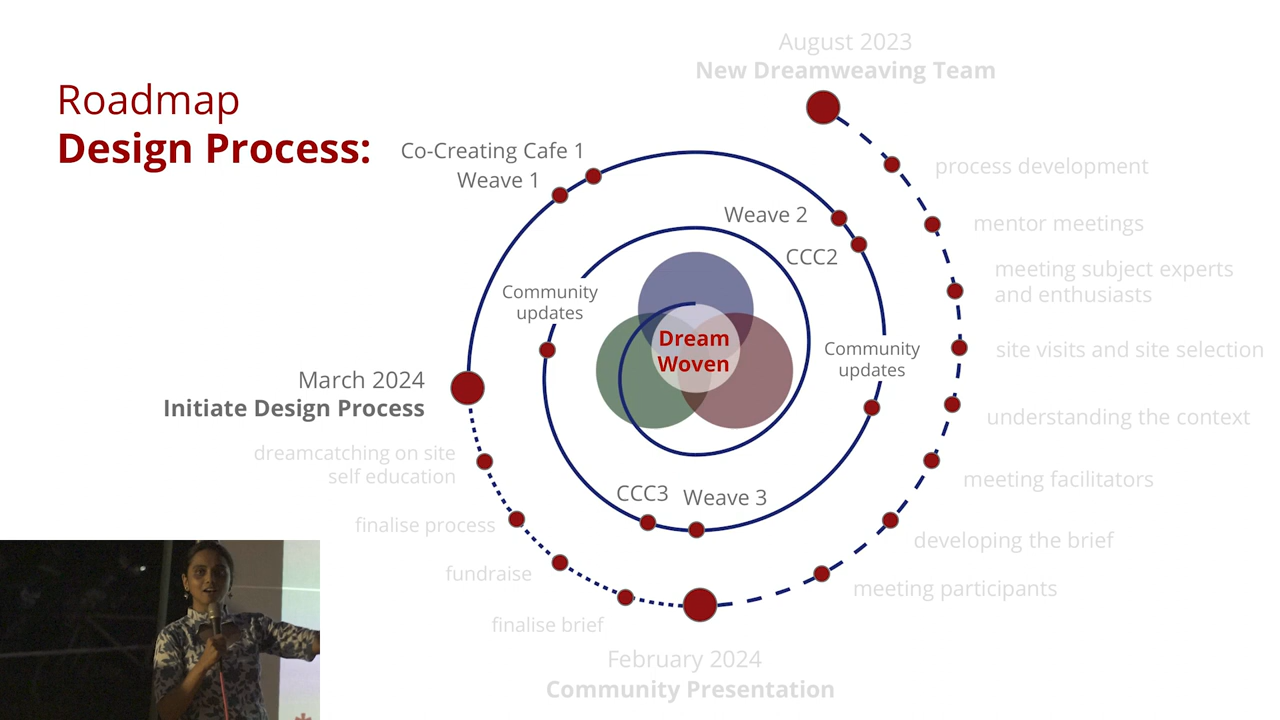 Roadmap
Design Process:
August 2023
New Dreamweaving Team
process development
mentor meetings
meeting subject experts
and enthusiasts
site visits and site selection
understanding the context
meeting facilitators
developing the brief
meeting participants
February 2024
Community Presentation
finalise brief
fundraise
finalise process
dreamcatching on site
self education
March 2024
Initiate Design Process
Weave 1
Co-Creating Cafe 1
Weave 2
CCC2
Community
updates
Weave 3
CCC3
Community
updates
Dream
Woven